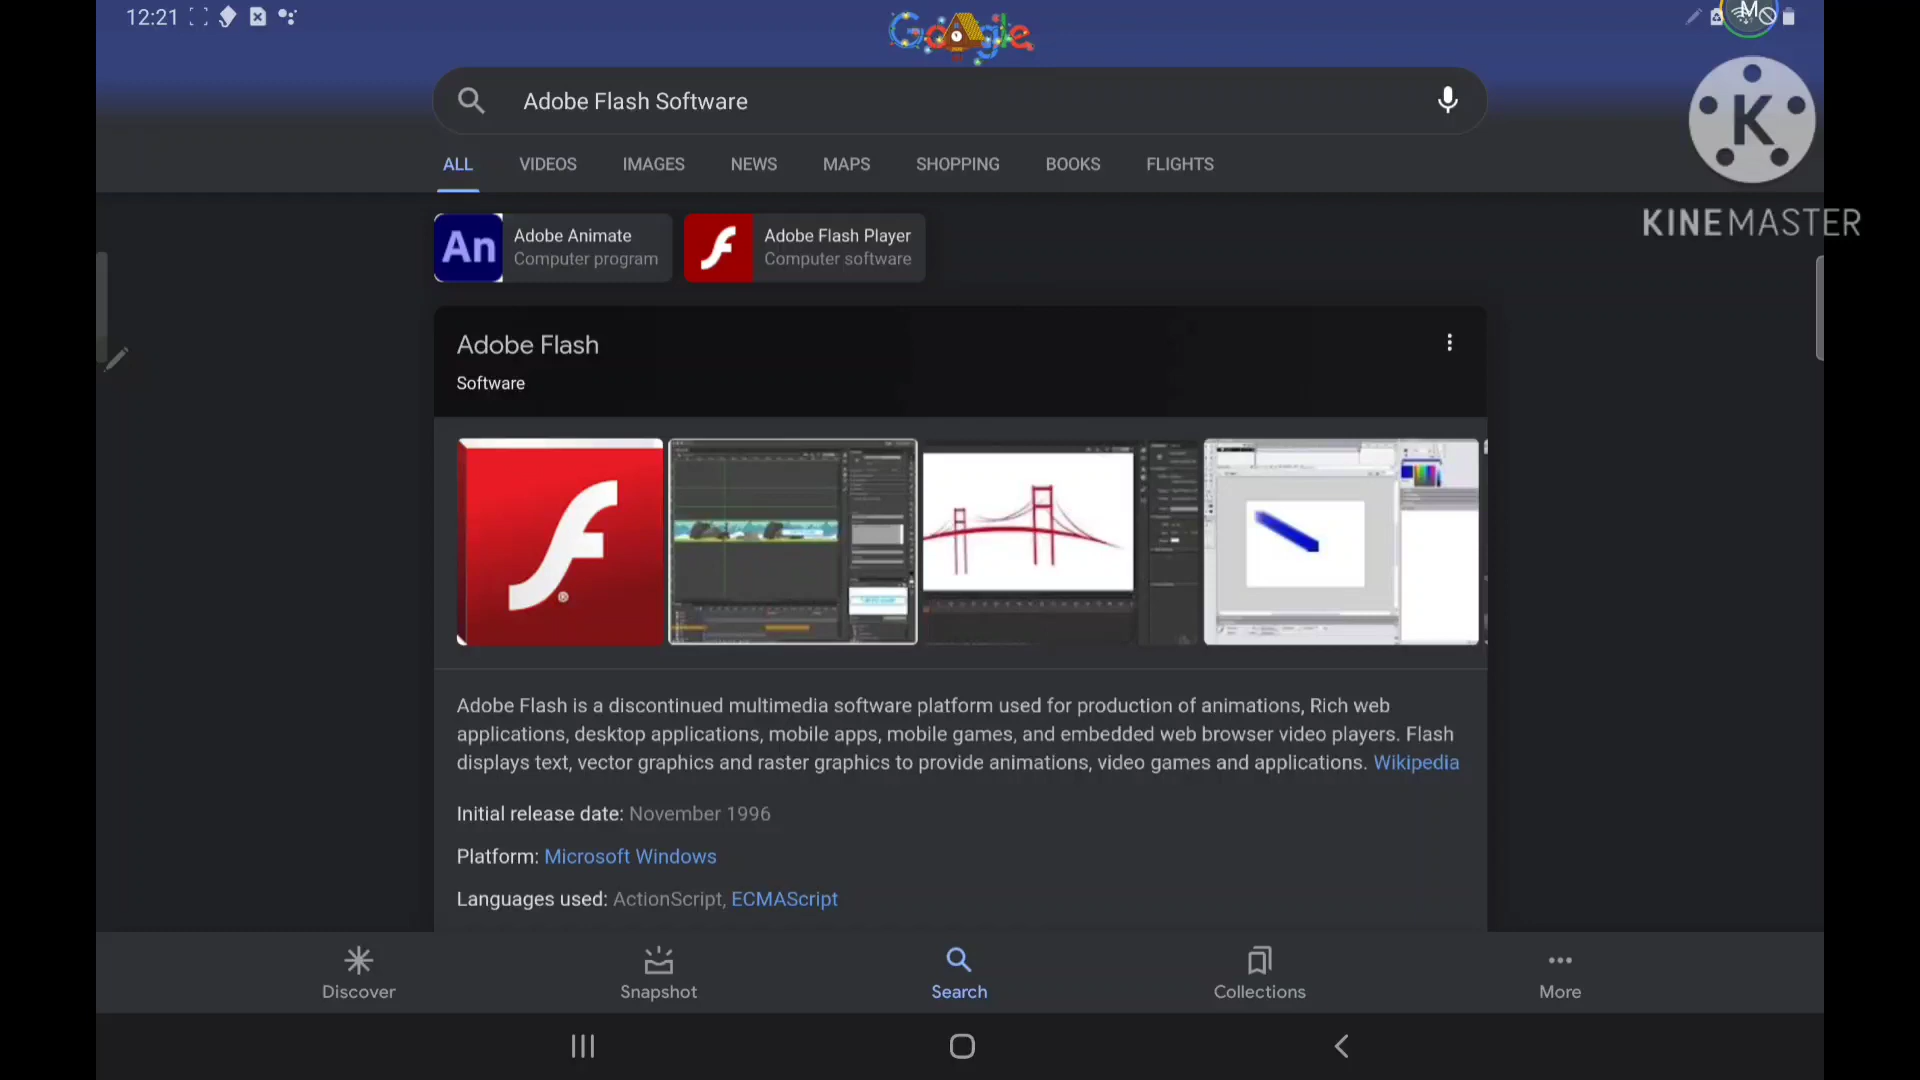 12:21
Google
M
Adobe Flash Software
K
KINEMASTER
ALL VIDEOS IMAGES NEWS MAPS SHOPPING BOOKS FLIGHTS
An
Adobe Animate
Computer program
Adobe Flash Player
Computer software
Adobe Flash
Software
Adobe Flash is a discontinued multimedia software platform used for production of animations, Rich web
applications, desktop applications, mobile apps, mobile games, and embedded web browser video players. Flash
displays text, vector graphics and raster graphics to provide animations, video games and applications. Wikipedia
Initial release date: November 1996
Platform: Microsoft Windows
Languages used: ActionScript, ECMAScript
Discover Snapshot Search Collections More